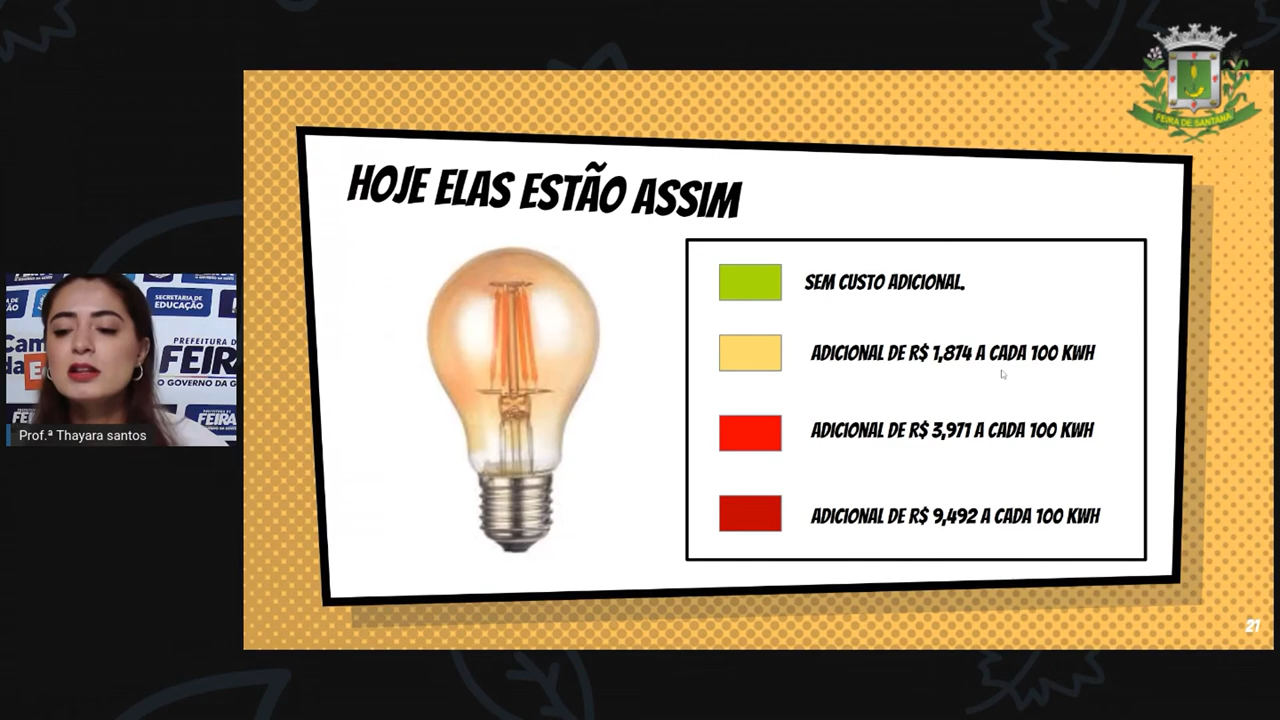 FEIRA DE SANTANA
HOJE ELAS ESTÃO ASSIM
SEM CUSTO ADICIONAL.
ADICIONAL DE R$ 1,874 A CADA 100 KWH
ADICIONAL DE R$ 3,971 A CADA 100 KWH
ADICIONAL DE R$ 9,492 A CADA 100 KWH
SECRETARIA DE
EDUCAÇÃO
PREFEITURA D
FEIR
O GOVERNO DA G
FEIRA
Prof.ª Thayara santos
21